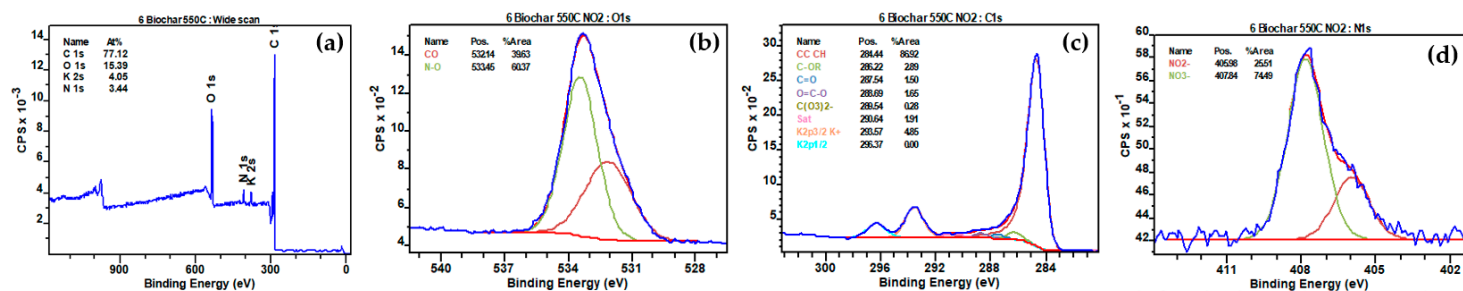 6 Biochar 550C : Wide scan
(a)
Name At%
C 1s 77.12
O 1s 15.39
K 2s 4.05
N 1s 3.44
C 1s
O 1s
N 1s
K 2s
CPS x 10-3
14
12
10
8
6
4
2
900 600 300 0
Binding Energy (eV)
6 Biochar 550C NO2 : O1s
(b)
Name Pos. %Area
CO 532.14 39.63
N-O 533.45 60.37
CPS x 10-2
14
12
10
8
6
4
540 537 534 531 528
Binding Energy (eV)
6 Biochar 550C NO2 : C1s
(c)
Name Pos. %Area
CC CH 284.44 86.92
C-OR 286.22 2.89
C=O 287.54 1.50
O=C-O 288.69 1.65
C(O3)2- 289.54 0.28
Sat 290.64 1.91
K2p3/2 K+ 293.57 4.85
K2p1/2 296.37 0.00
CPS x 10-2
30
20
10
0
300 296 292 288 284
Binding Energy (eV)
6 Biochar 550C NO2 : N1s
(d)
Name Pos. %Area
NO2- 405.98 25.51
NO3- 407.84 74.49
CPS x 10-1
60
58
56
54
52
50
48
46
44
42
411 408 405 402
Binding Energy (eV)